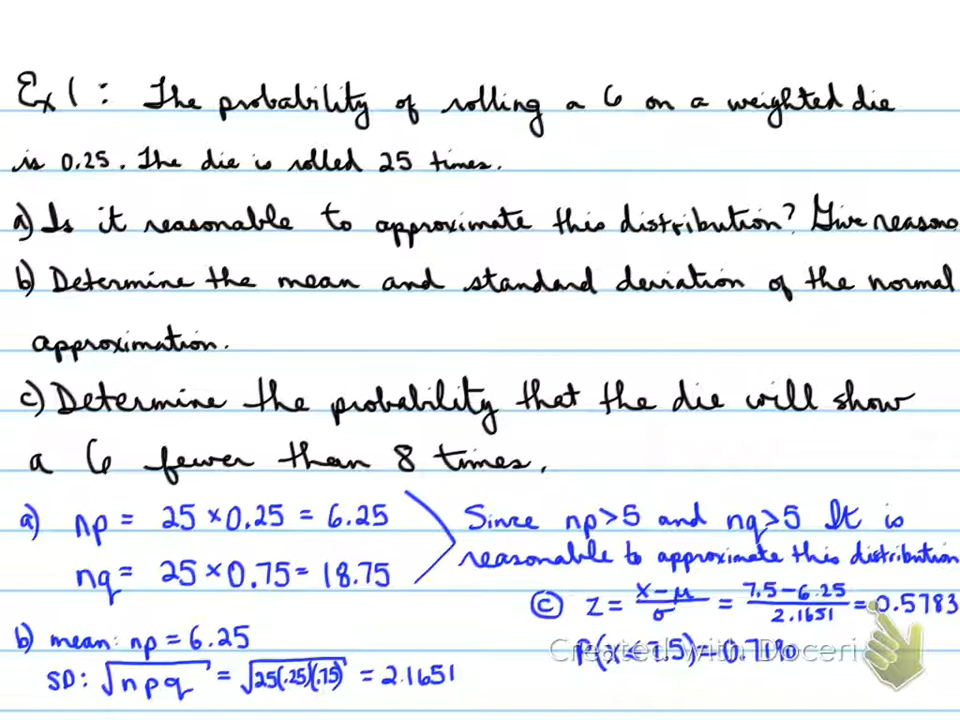 Ex 1: The probability of rolling a 6 on a weighted die
is 0.25. The die is rolled 25 times.
a) Is it reasonable to approximate this distribution? Give reasons
b) Determine the mean and standard deviation of the normal
approximation.
c) Determine the probability that the die will show
a 6 fewer than 8 times.
a) np = 25 × 0.25 = 6.25
nq = 25 × 0.75 = 18.75
Since np > 5 and nq > 5 It is
reasonable to approximate this distribution
b) mean: np = 6.25
SD: √npq = √25(.25)(.75) = 2.1651
c) z = x - μ / σ = 7.5 - 6.25 / 2.1651 = 0.5783
P(x < 7.5) = 0.7190
Created with Doceri